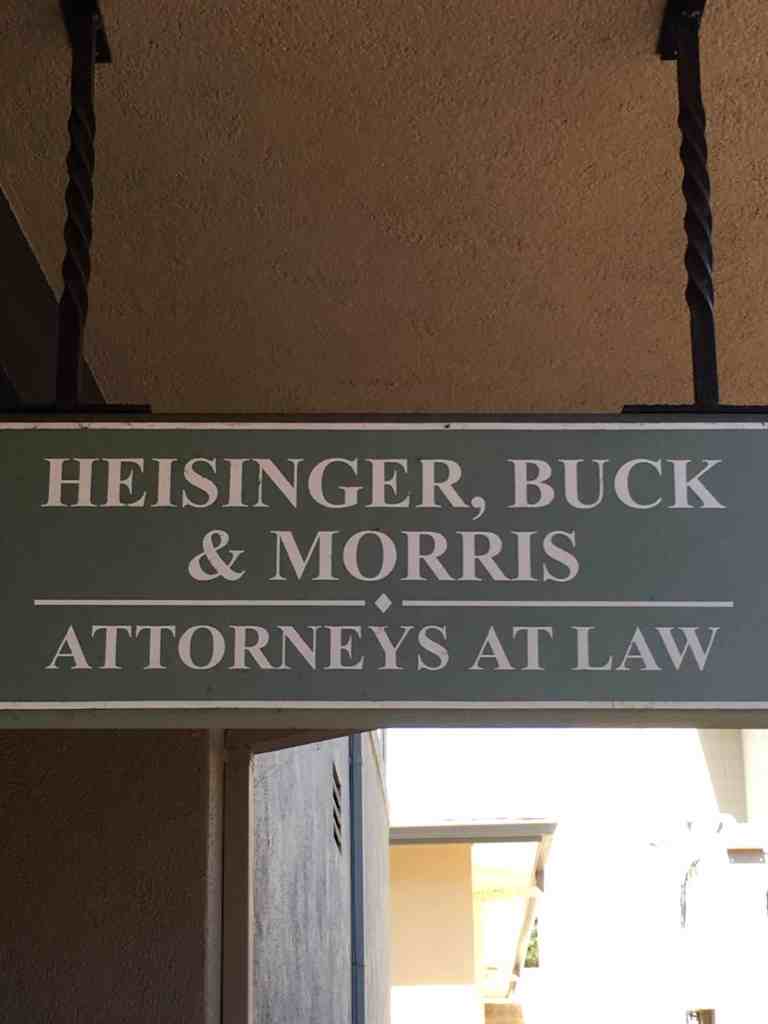 HEISINGER, BUCK
& MORRIS
ATTORNEYS AT LAW